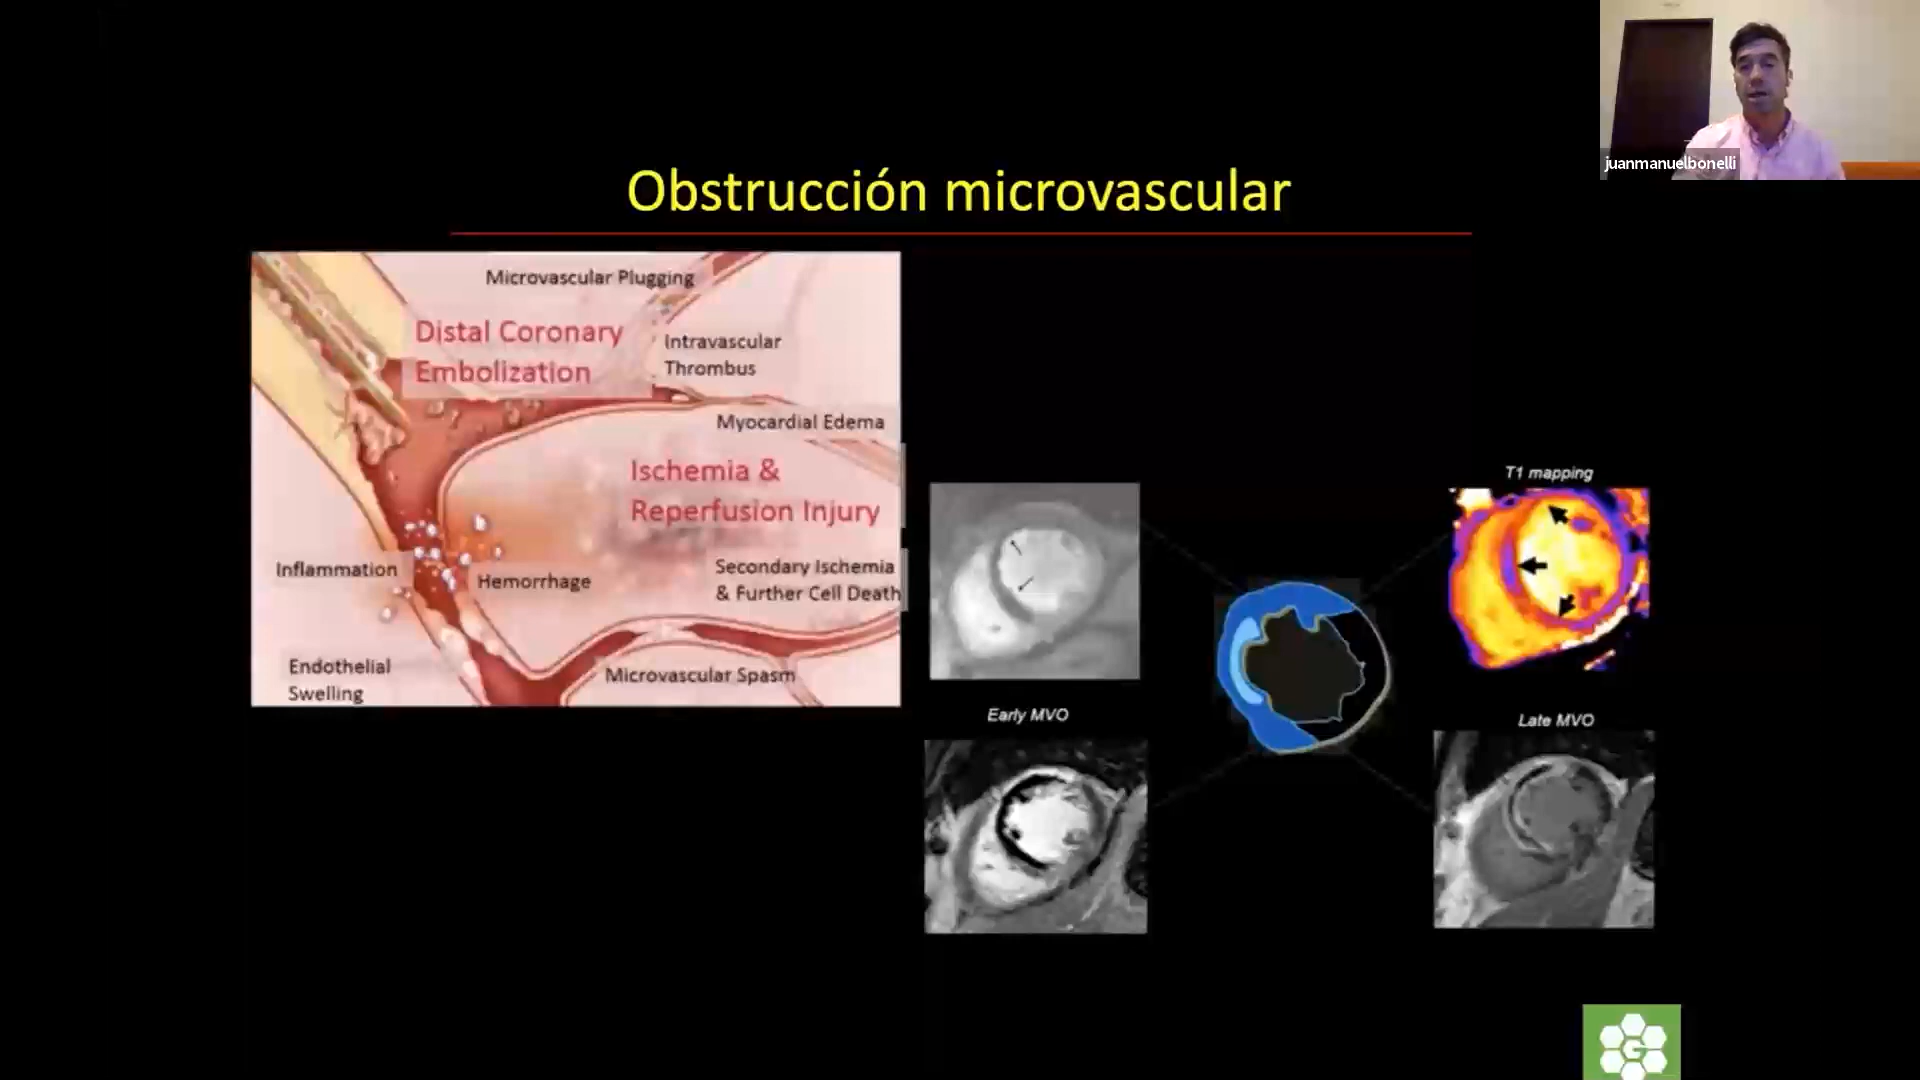 juanmanuelbonelli
Obstrucción microvascular
Microvascular Plugging
Distal Coronary
Embolization
Intravascular
Thrombus
Myocardial Edema
Ischemia &
Reperfusion Injury
Inflammation
Hemorrhage
Secondary Ischemia
& Further Cell Death
Endothelial
Swelling
Microvascular Spasm
T1 mapping
Early MVO
Late MVO
G